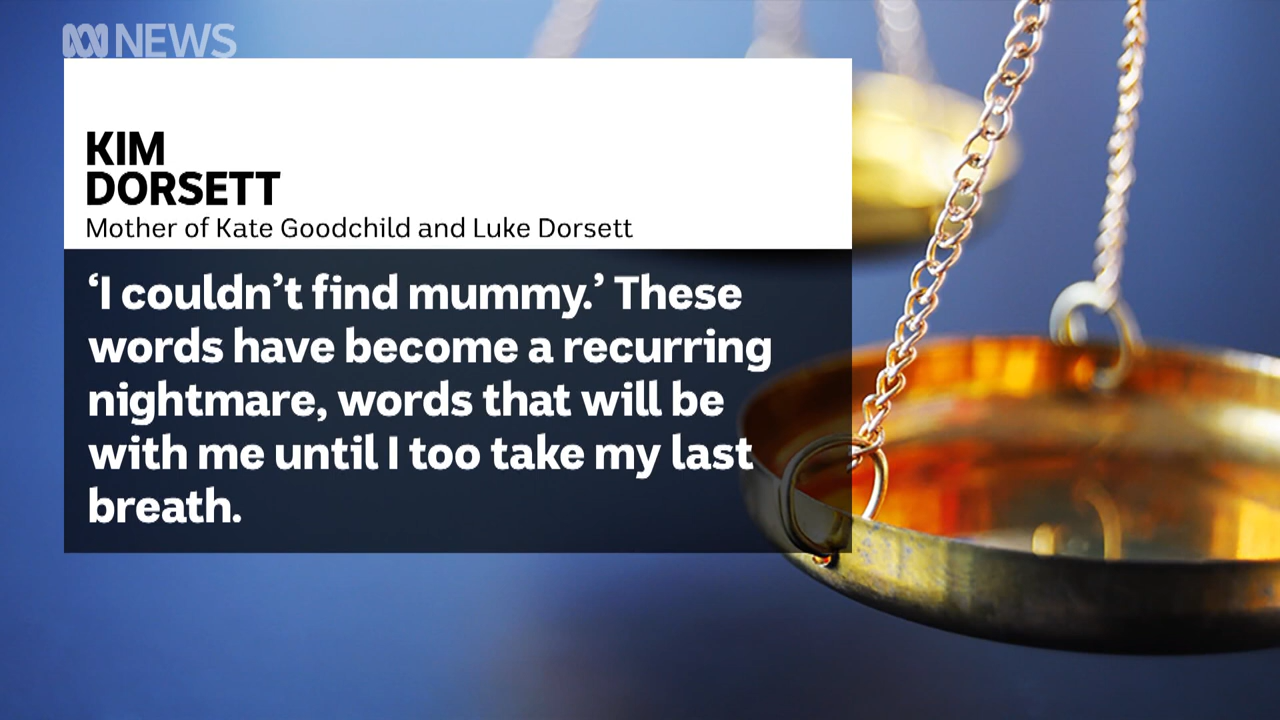 NEWS
KIM
DORSETT
Mother of Kate Goodchild and Luke Dorsett
‘I couldn’t find mummy.’ These
words have become a recurring
nightmare, words that will be
with me until I too take my last
breath.